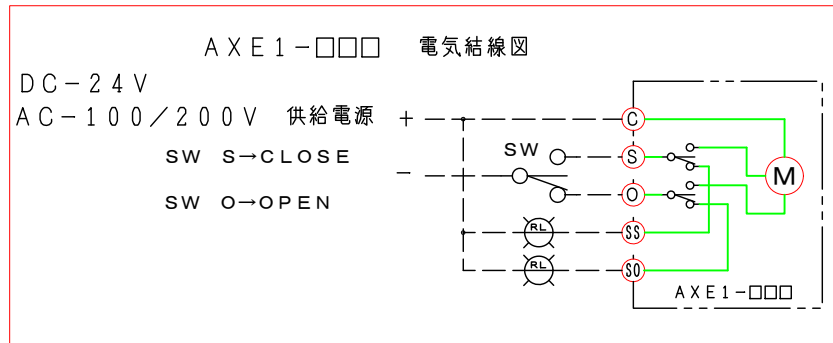 AXE1-□□□ 電気結線図
DC-24V
AC-100/200V 供給電源 +
-
SW S→CLOSE
SW O→OPEN
SW
C
S
O
SS
SO
RL
RL
M
AXE1-□□□